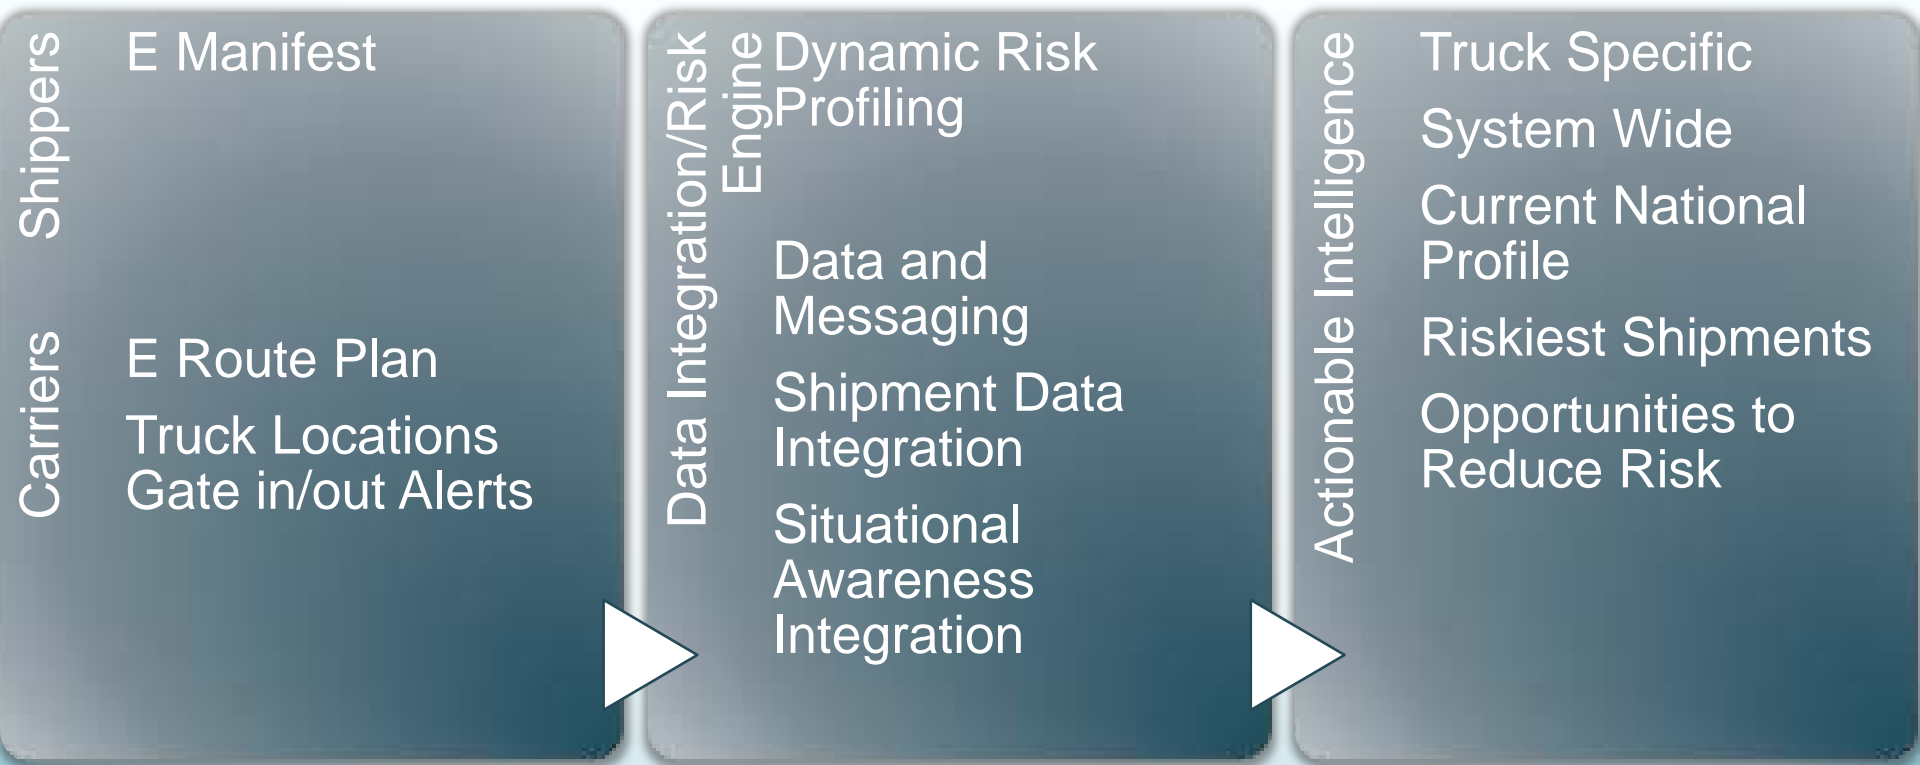 Shippers
E Manifest
Carriers
E Route Plan
Truck Locations
Gate in/out Alerts
Data Integration/Risk
Engine
Dynamic Risk
Profiling
Data and
Messaging
Shipment Data
Integration
Situational
Awareness
Integration
Actionable Intelligence
Truck Specific
System Wide
Current National
Profile
Riskiest Shipments
Opportunities to
Reduce Risk